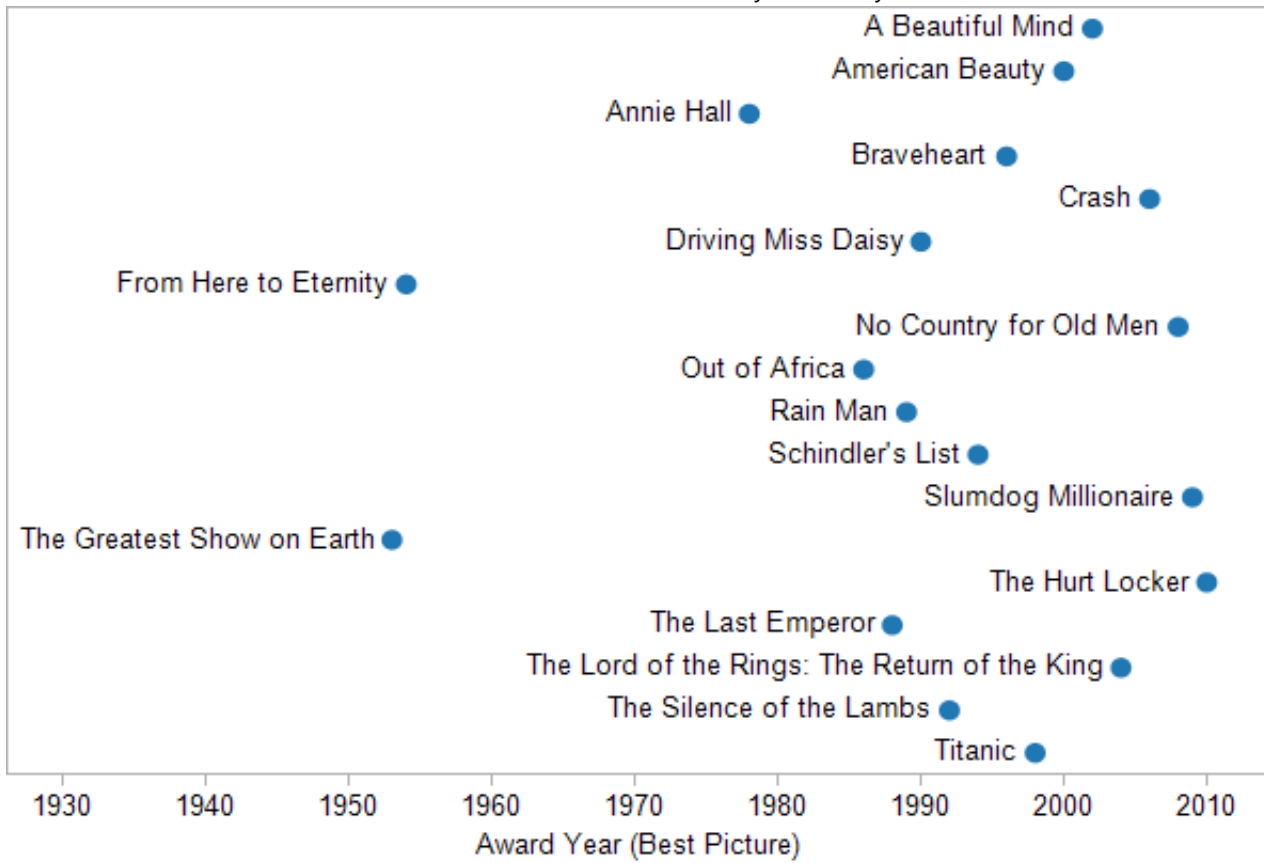 A Beautiful Mind
American Beauty
Annie Hall
Braveheart
Crash
Driving Miss Daisy
From Here to Eternity
No Country for Old Men
Out of Africa
Rain Man
Schindler's List
Slumdog Millionaire
The Greatest Show on Earth
The Hurt Locker
The Last Emperor
The Lord of the Rings: The Return of the King
The Silence of the Lambs
Titanic
1930 1940 1950 1960 1970 1980 1990 2000 2010
Award Year (Best Picture)